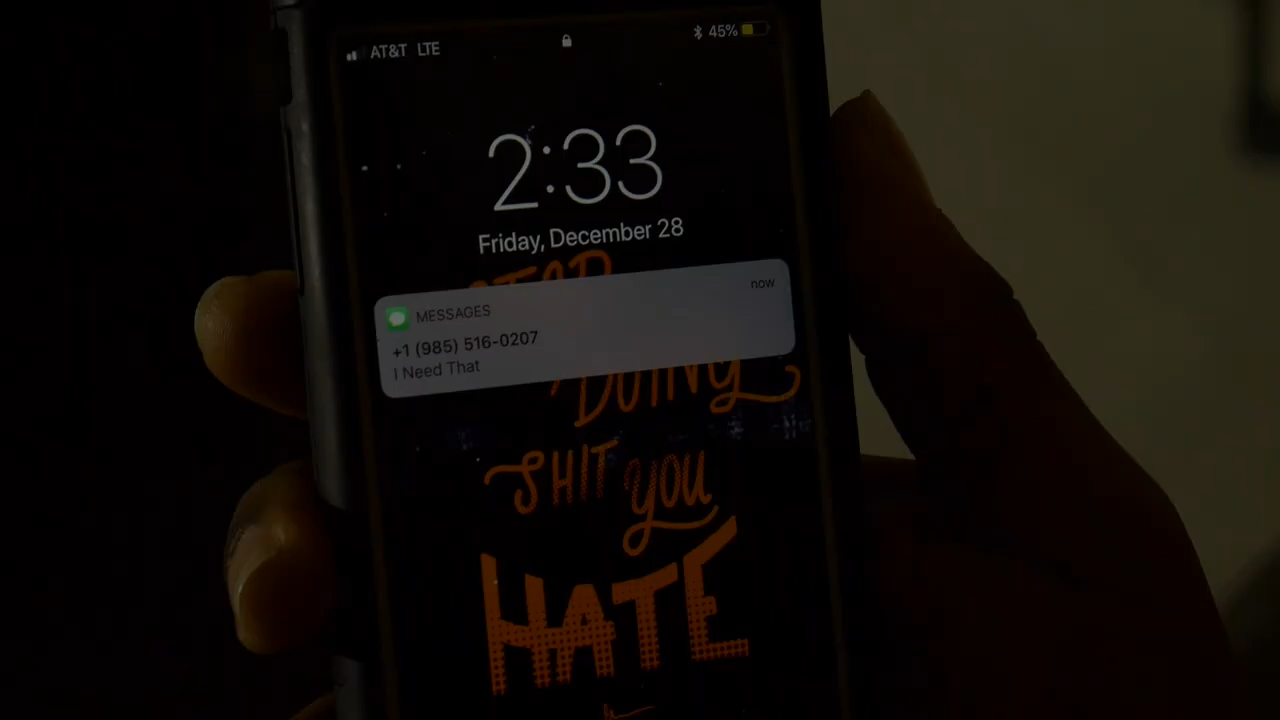 AT&T LTE
45%
2:33
Friday, December 28
MESSAGES
now
+1 (985) 516-0207
I Need That
STOP
DOING
SHIT YOU
HATE